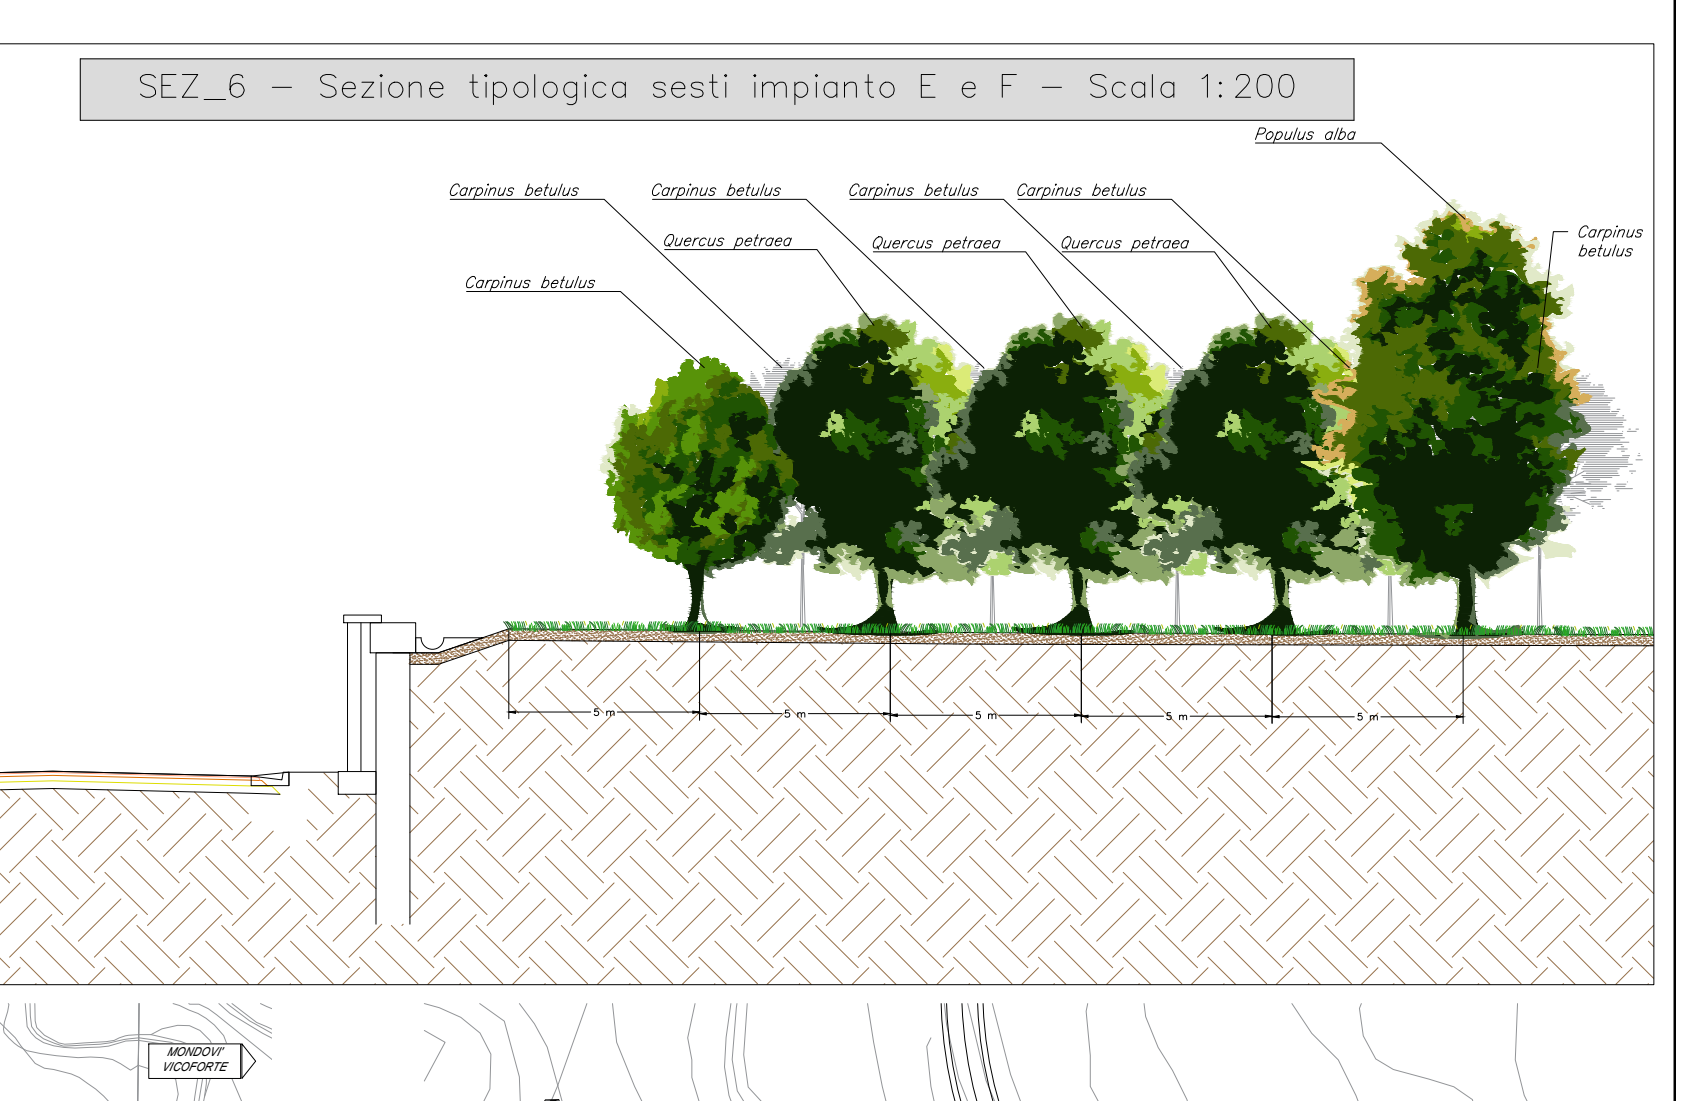 SEZ_6 - Sezione tipologica sesti impianto E e F - Scala 1:200
Populus alba
Carpinus betulus
Carpinus betulus
Carpinus betulus
Carpinus betulus
Quercus petraea
Quercus petraea
Quercus petraea
Carpinus
betulus
Carpinus betulus
5 m
5 m
5 m
5 m
5 m
MONDOVI'
VICOFORTE